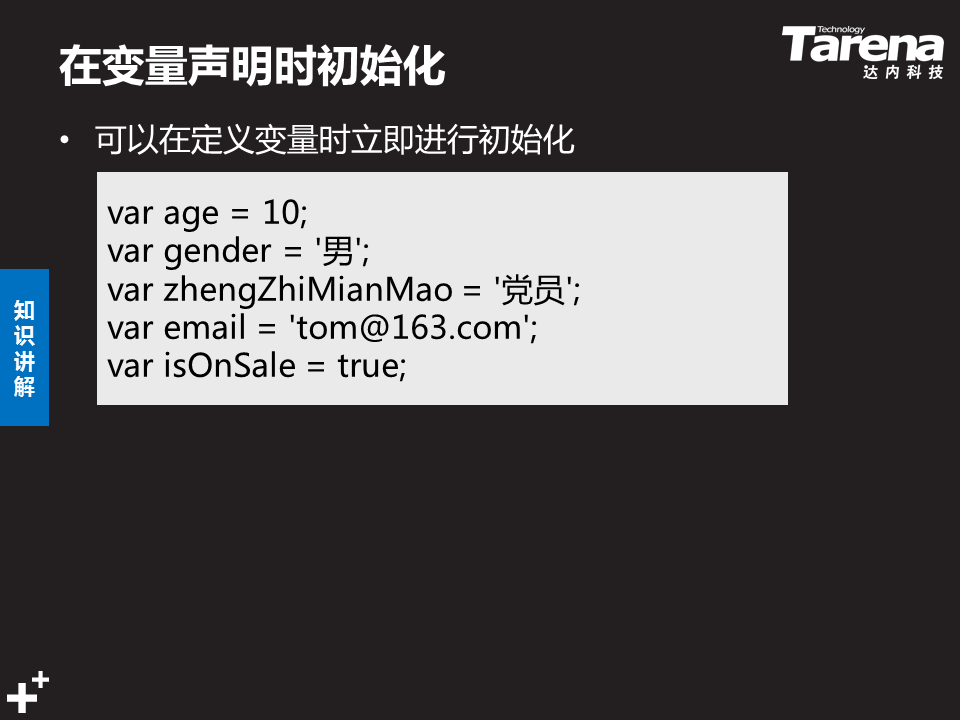 在变量声明时初始化
Technology
Tarena
达内科技
• 可以在定义变量时立即进行初始化
var age = 10;
var gender = '男';
var zhengZhiMianMao = '党员';
var email = 'tom@163.com';
var isOnSale = true;
知识讲解